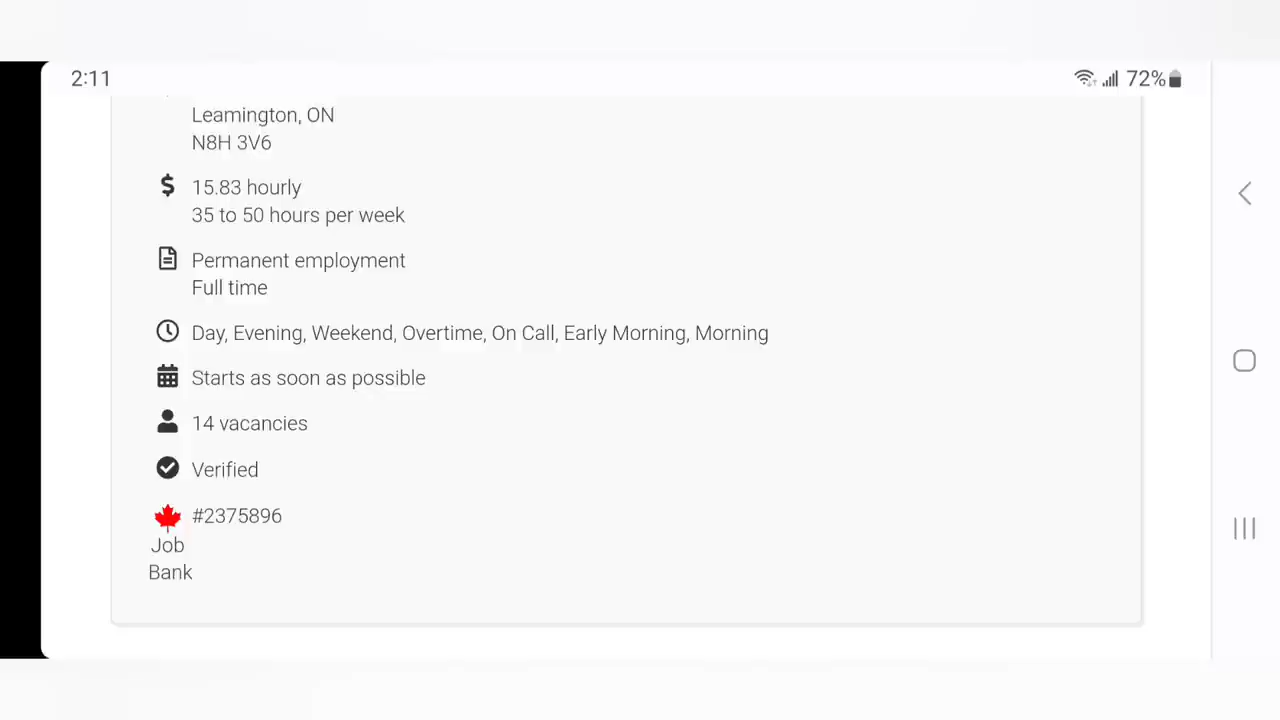 2:11
72%
Leamington, ON
N8H 3V6
15.83 hourly
35 to 50 hours per week
Permanent employment
Full time
Day, Evening, Weekend, Overtime, On Call, Early Morning, Morning
Starts as soon as possible
14 vacancies
Verified
#2375896
Job
Bank